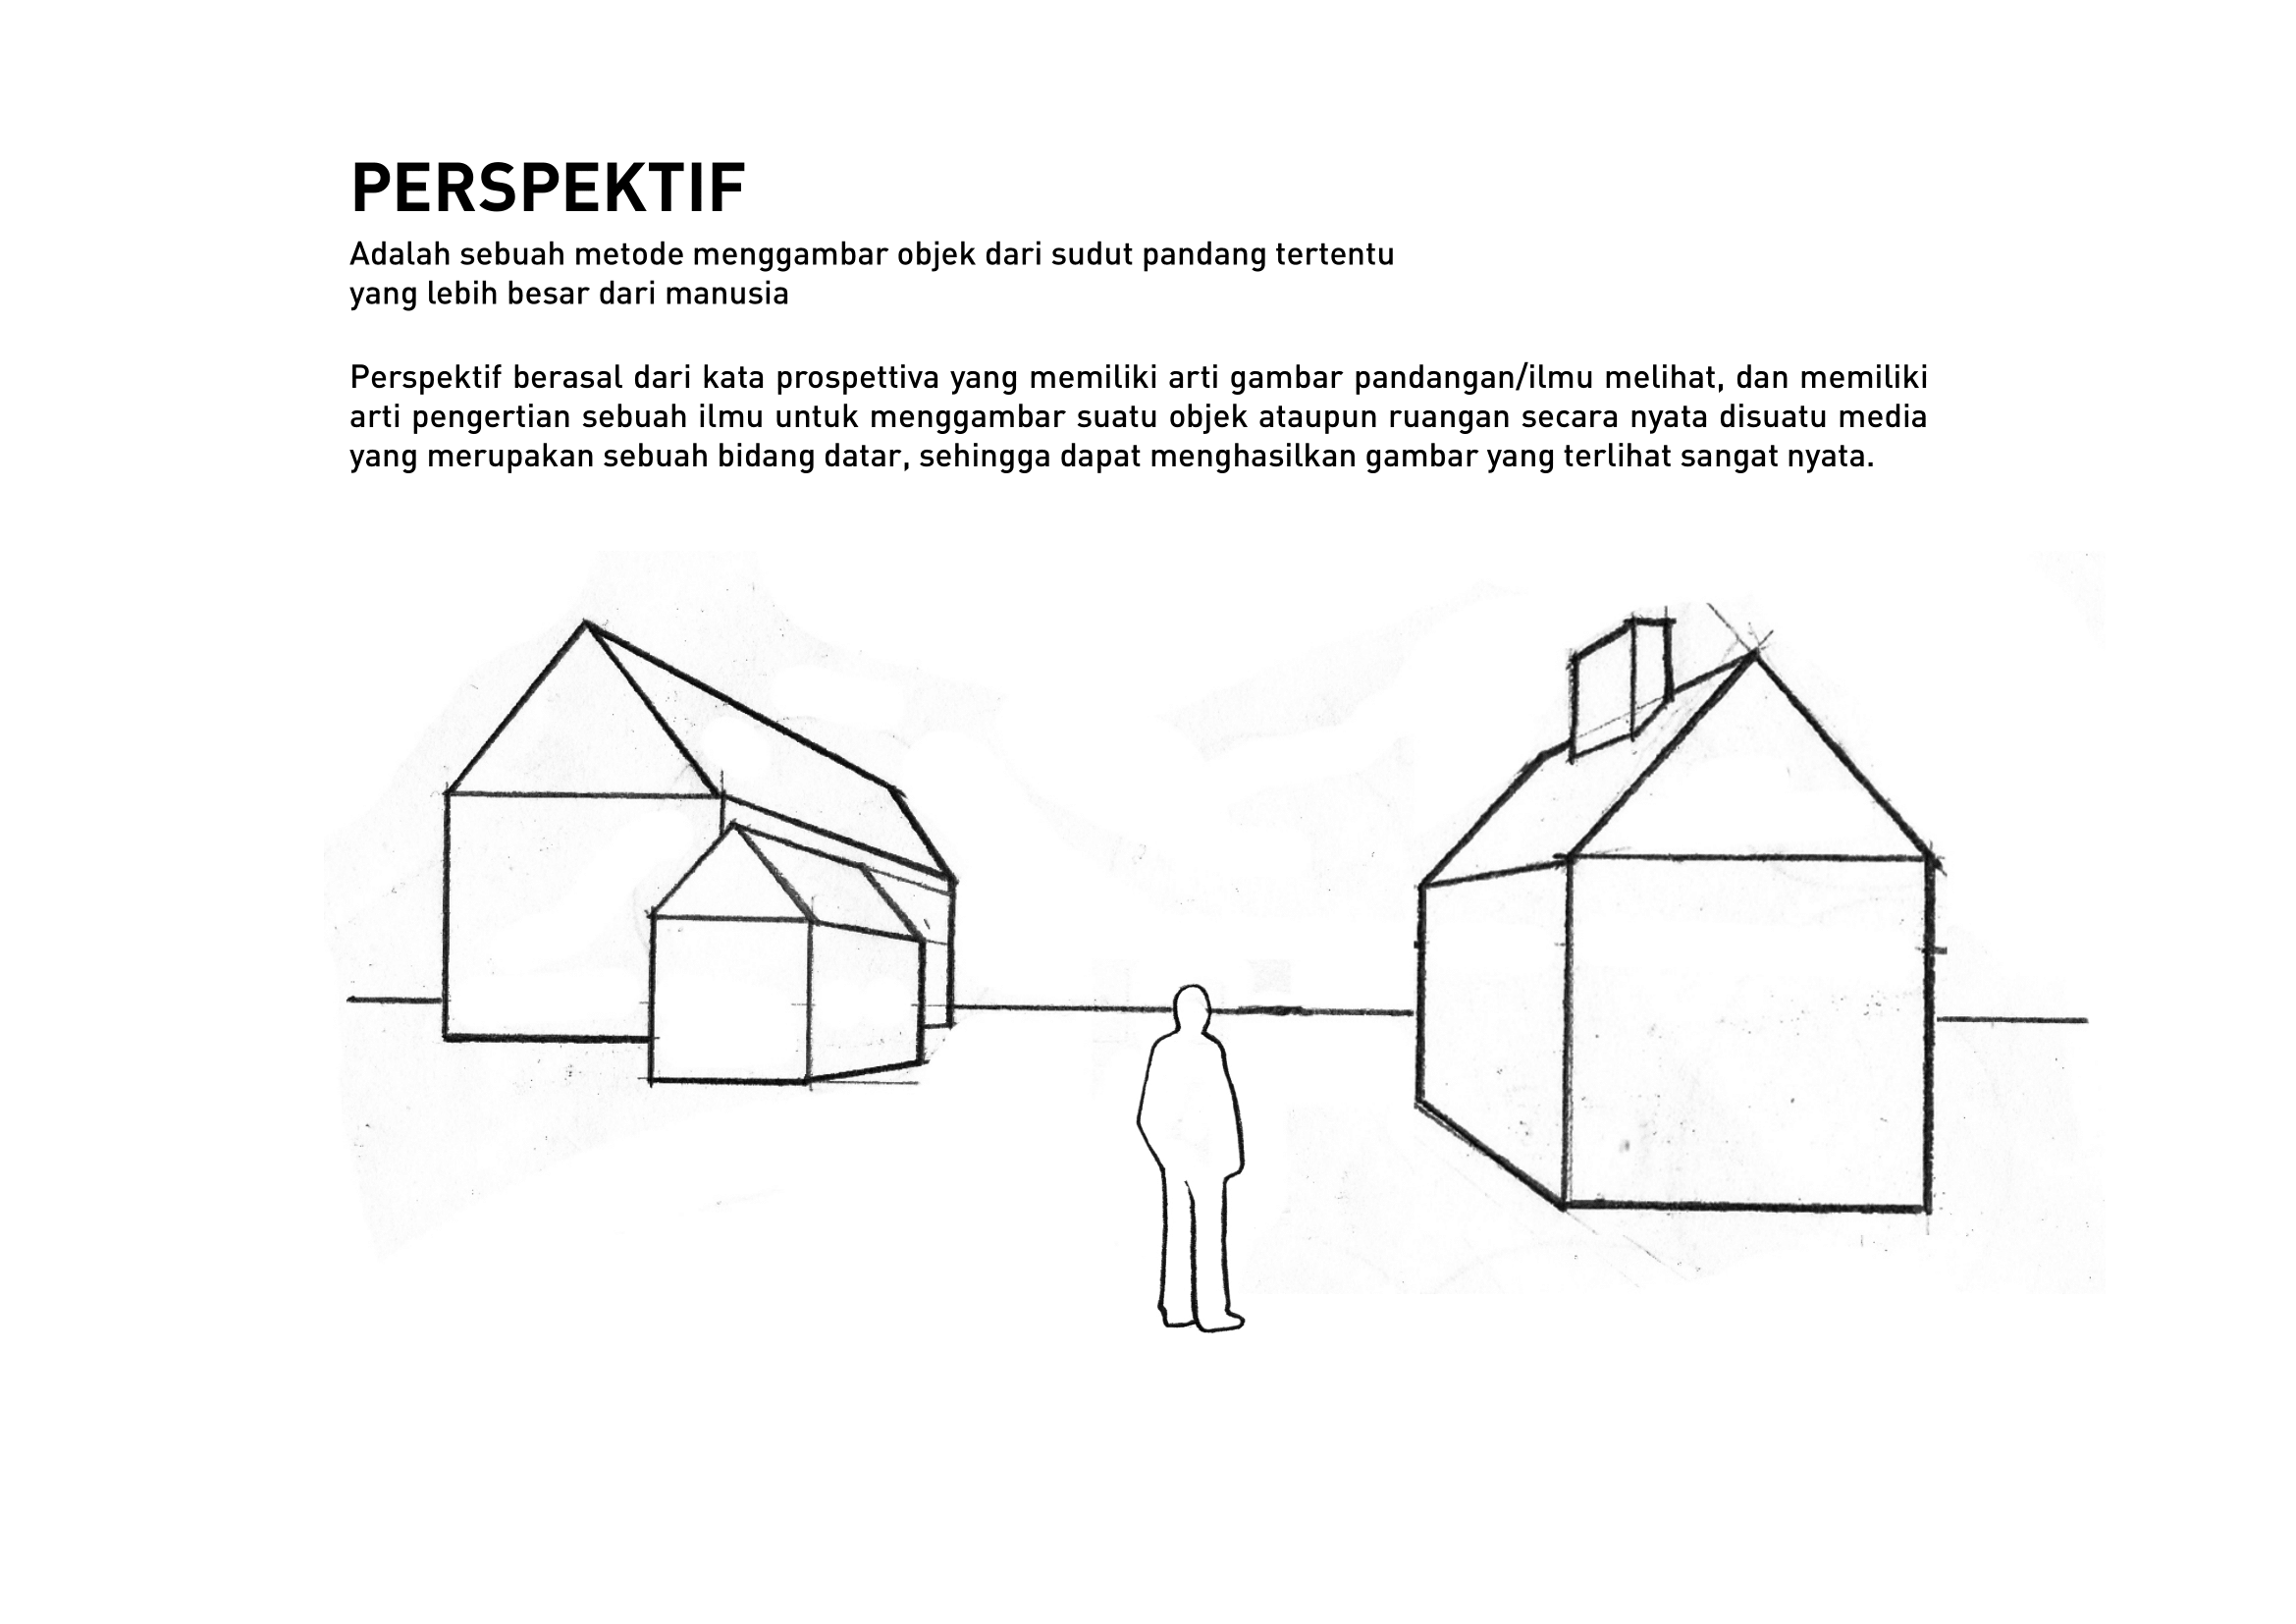 PERSPEKTIF
Adalah sebuah metode menggambar objek dari sudut pandang tertentu
yang lebih besar dari manusia
Perspektif berasal dari kata prospettiva yang memiliki arti gambar pandangan/ilmu melihat, dan memiliki
arti pengertian sebuah ilmu untuk menggambar suatu objek ataupun ruangan secara nyata disuatu media
yang merupakan sebuah bidang datar, sehingga dapat menghasilkan gambar yang terlihat sangat nyata.